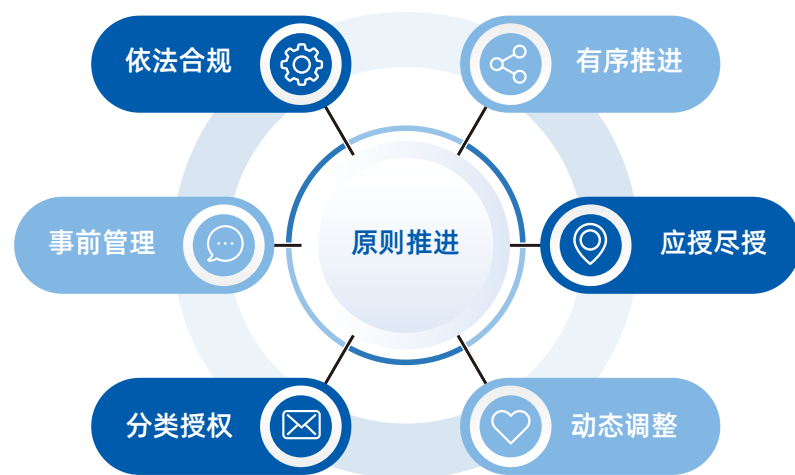 依法合规
有序推进
事前管理
原则推进
应授尽授
分类授权
动态调整